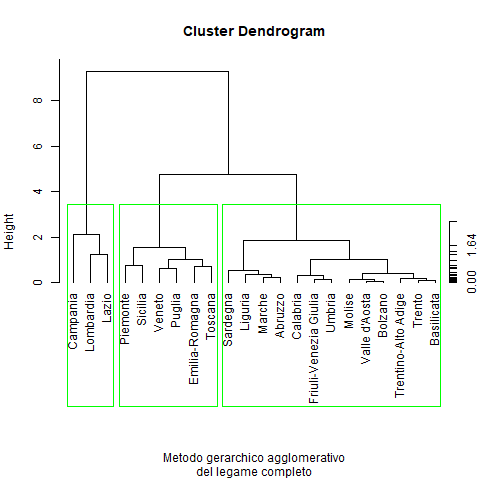 Cluster Dendrogram
Height
0
2
4
6
8
Campania
Lombardia
Lazio
Piemonte
Sicilia
Veneto
Puglia
Emilia-Romagna
Toscana
Sardegna
Liguria
Marche
Abruzzo
Calabria
Friuli-Venezia Giulia
Umbria
Molise
Valle d'Aosta
Bolzano
Trentino-Alto Adige
Trento
Basilicata
0.00
1.64
Metodo gerarchico agglomerativo
del legame completo